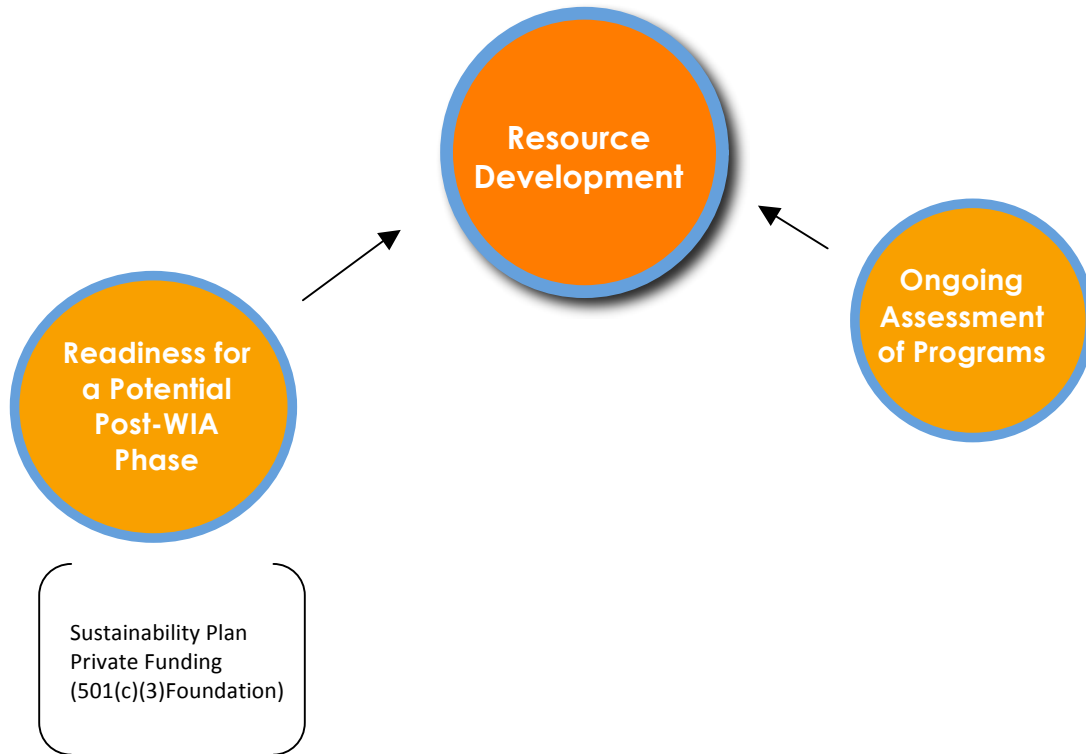 Resource
Development
Ongoing
Assessment
of Programs
Readiness for
a Potential
Post-WIA
Phase
Sustainability Plan
Private Funding
(501(c)(3)Foundation)